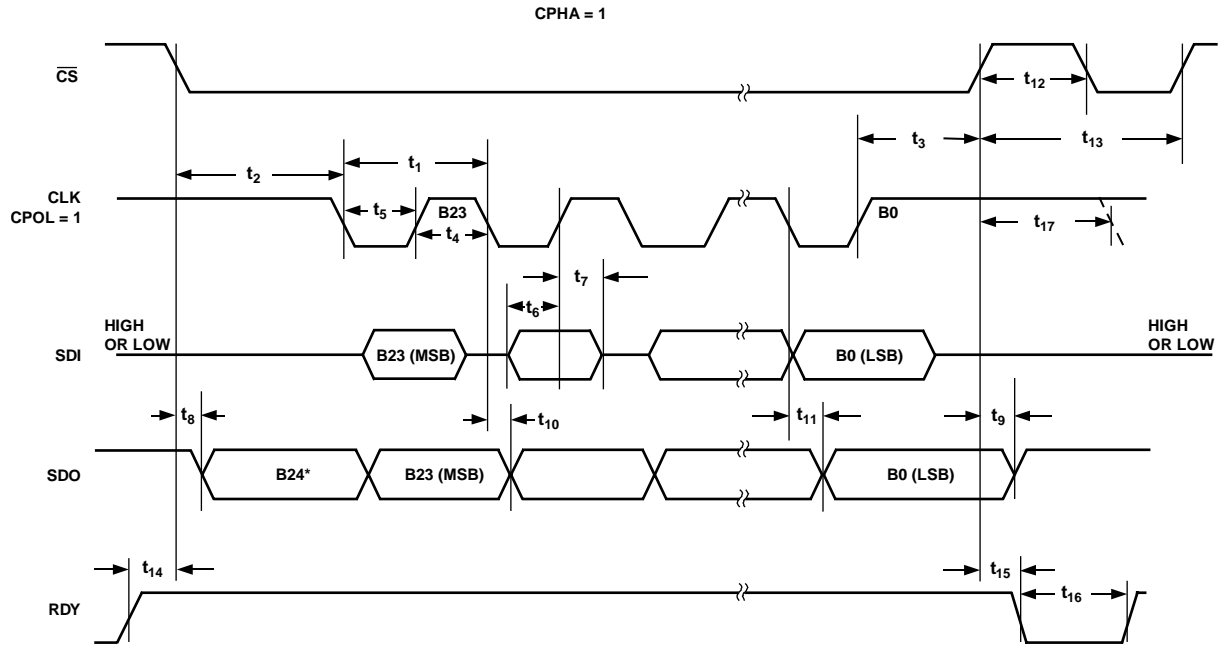 CPHA = 1
CS
t12
t3
t13
t1
t2
CLK
CPOL = 1
t5
B23
t4
B0
t17
t7
t6
HIGH
OR LOW
SDI
B23 (MSB)
B0 (LSB)
HIGH
OR LOW
t8
t10
t11
t9
SDO
B24*
B23 (MSB)
B0 (LSB)
t14
t15
t16
RDY